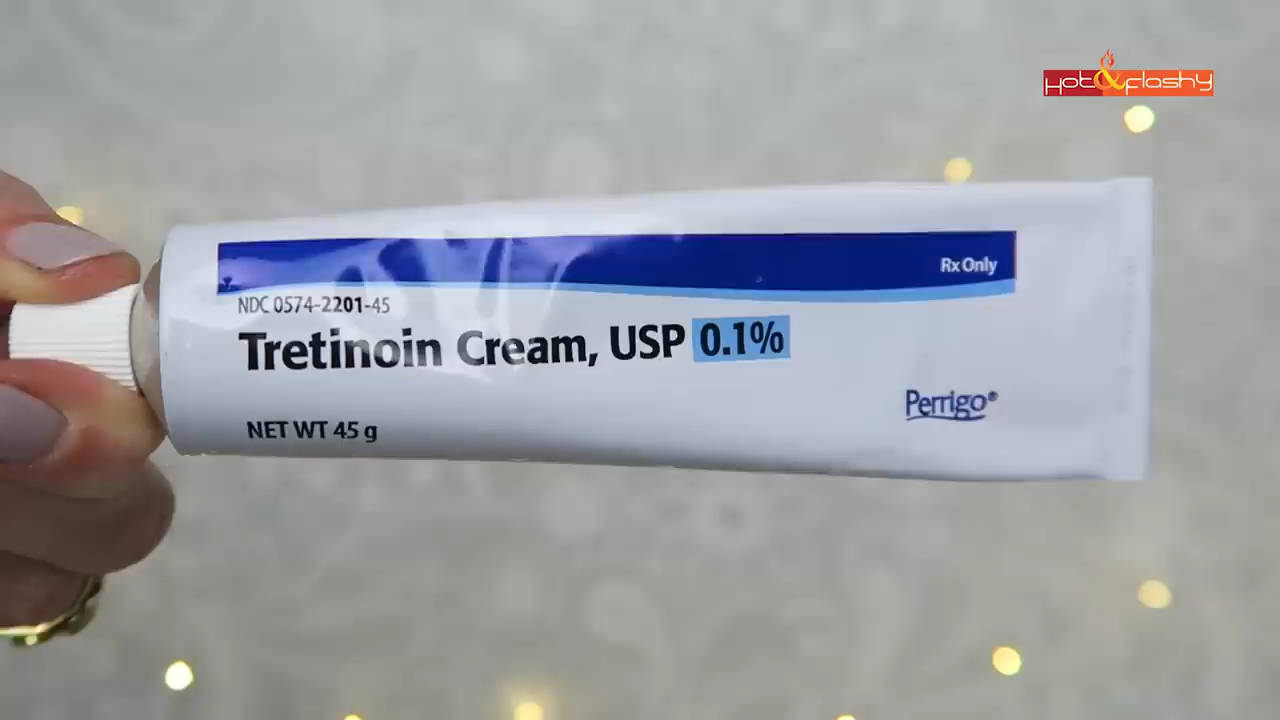 Hot & Flashy
Rx Only
NDC 0574-2201-45
Tretinoin Cream, USP 0.1%
Perrigo®
NET WT 45 g